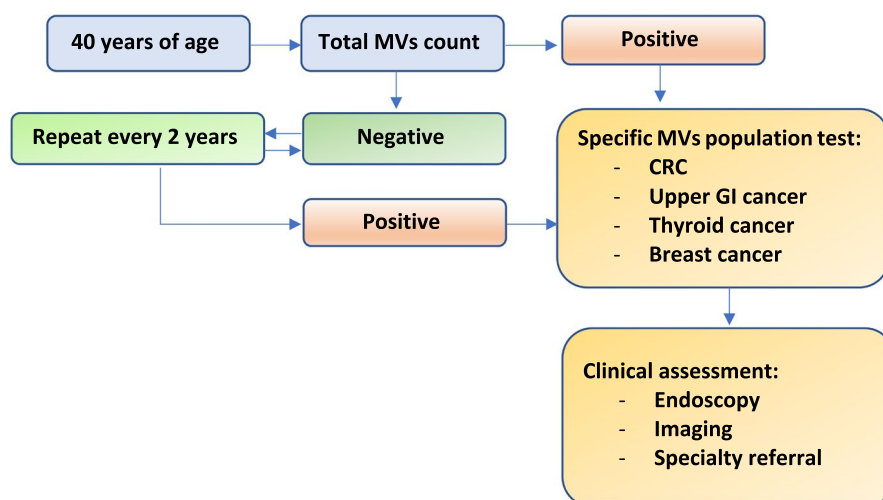 40 years of age
Total MVs count
Positive
Repeat every 2 years
Negative
Positive
Specific MVs population test:
- CRC
- Upper GI cancer
- Thyroid cancer
- Breast cancer
Clinical assessment:
- Endoscopy
- Imaging
- Specialty referral